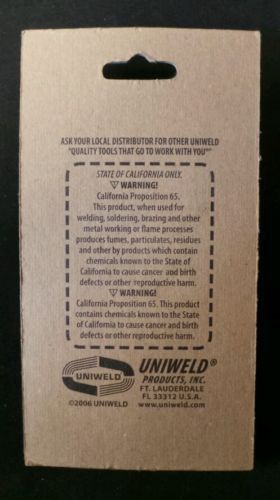 ASK YOUR LOCAL DISTRIBUTOR FOR OTHER UNIWELD
"QUALITY TOOLS THAT GO TO WORK WITH YOU"
STATE OF CALIFORNIA ONLY.
WARNING!
California Proposition 65.
This product, when used for
welding, soldering, brazing and other
metal working or flame processes
produces fumes, particulates, residues
and other by products which contain
chemicals known to the State of
California to cause cancer and birth
defects or other reproductive harm.
WARNING!
California Proposition 65. This product
contains chemicals known to the State
of California to cause cancer and birth
defects or other reproductive harm.
UNIWELD
©2006 UNIWELD
UNIWELD®
PRODUCTS, INC.
FT. LAUDERDALE
FL 33312 U.S.A.
www.uniweld.com